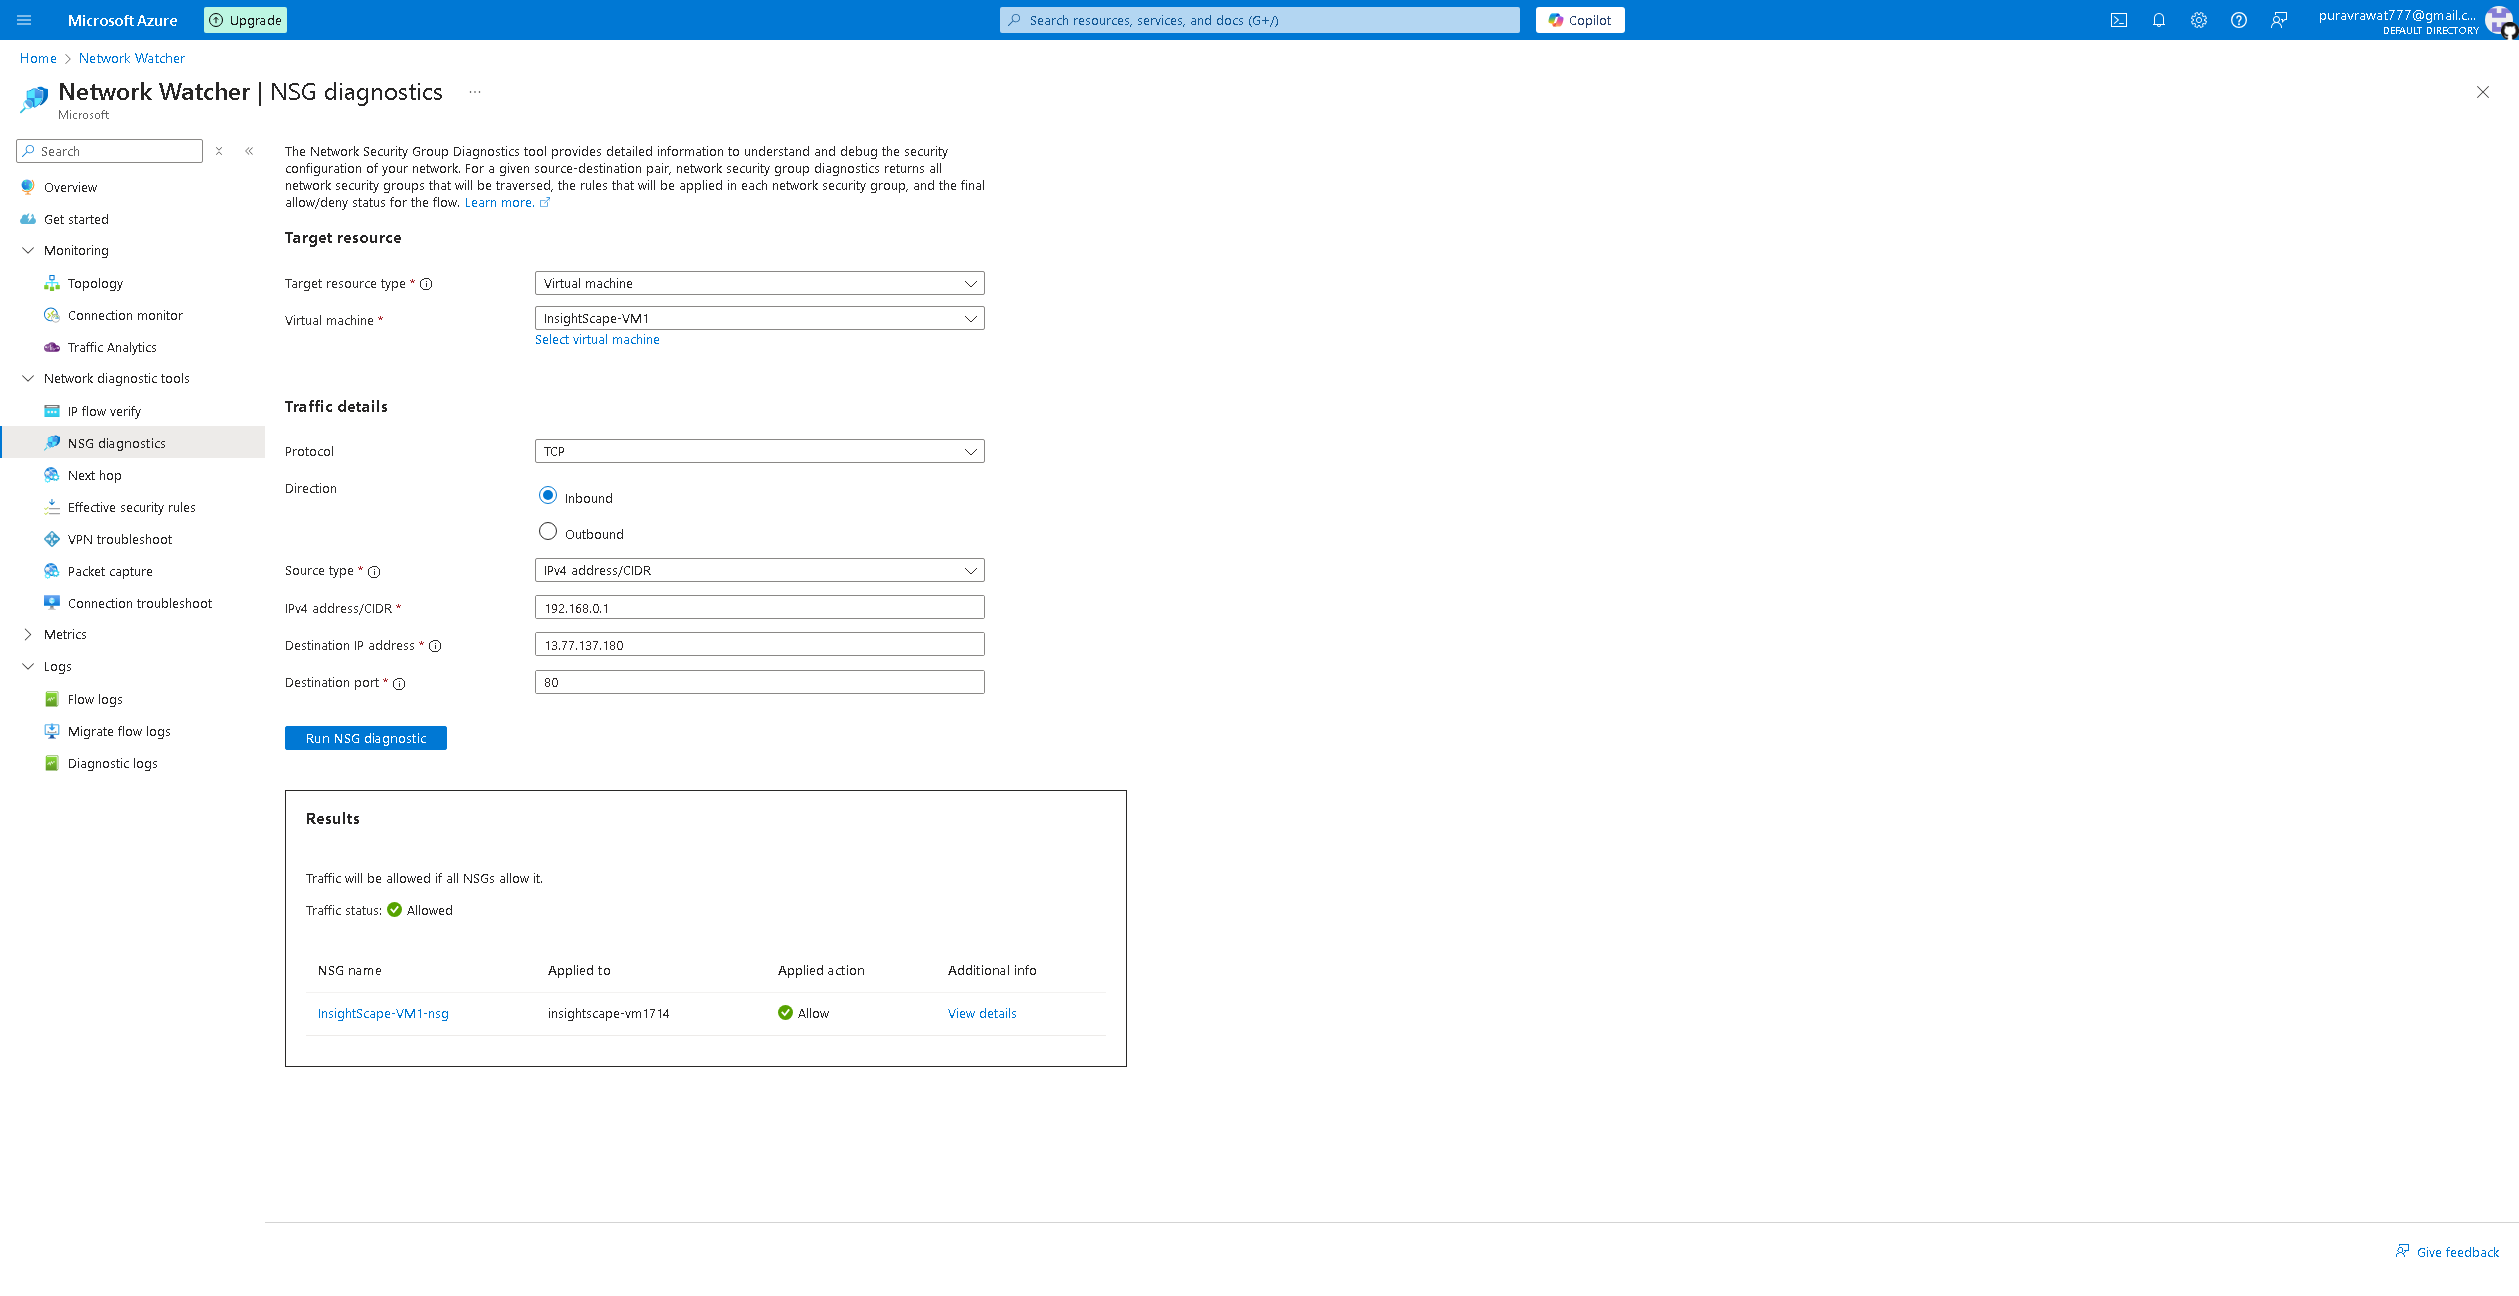 Microsoft Azure
Upgrade
Search resources, services, and docs (G+/)
Copilot
puravrawat777@gmail.c...
DEFAULT DIRECTORY
Home > Network Watcher
Network Watcher | NSG diagnostics ...
Microsoft
Search
Overview
Get started
Monitoring
Topology
Connection monitor
Traffic Analytics
Network diagnostic tools
IP flow verify
NSG diagnostics
Next hop
Effective security rules
VPN troubleshoot
Packet capture
Connection troubleshoot
Metrics
Logs
Flow logs
Migrate flow logs
Diagnostic logs
The Network Security Group Diagnostics tool provides detailed information to understand and debug the security
configuration of your network. For a given source-destination pair, network security group diagnostics returns all
network security groups that will be traversed, the rules that will be applied in each network security group, and the final
allow/deny status for the flow. Learn more.
Target resource
Target resource type * Virtual machine
Virtual machine * InsightScape-VM1
Select virtual machine
Traffic details
Protocol TCP
Direction
Inbound
Outbound
Source type * IPv4 address/CIDR
IPv4 address/CIDR * 192.168.0.1
Destination IP address * 13.77.137.180
Destination port * 80
Run NSG diagnostic
Results
Traffic will be allowed if all NSGs allow it.
Traffic status: Allowed
NSG name Applied to Applied action Additional info
InsightScape-VM1-nsg insightscape-vm1714 Allow View details
Give feedback